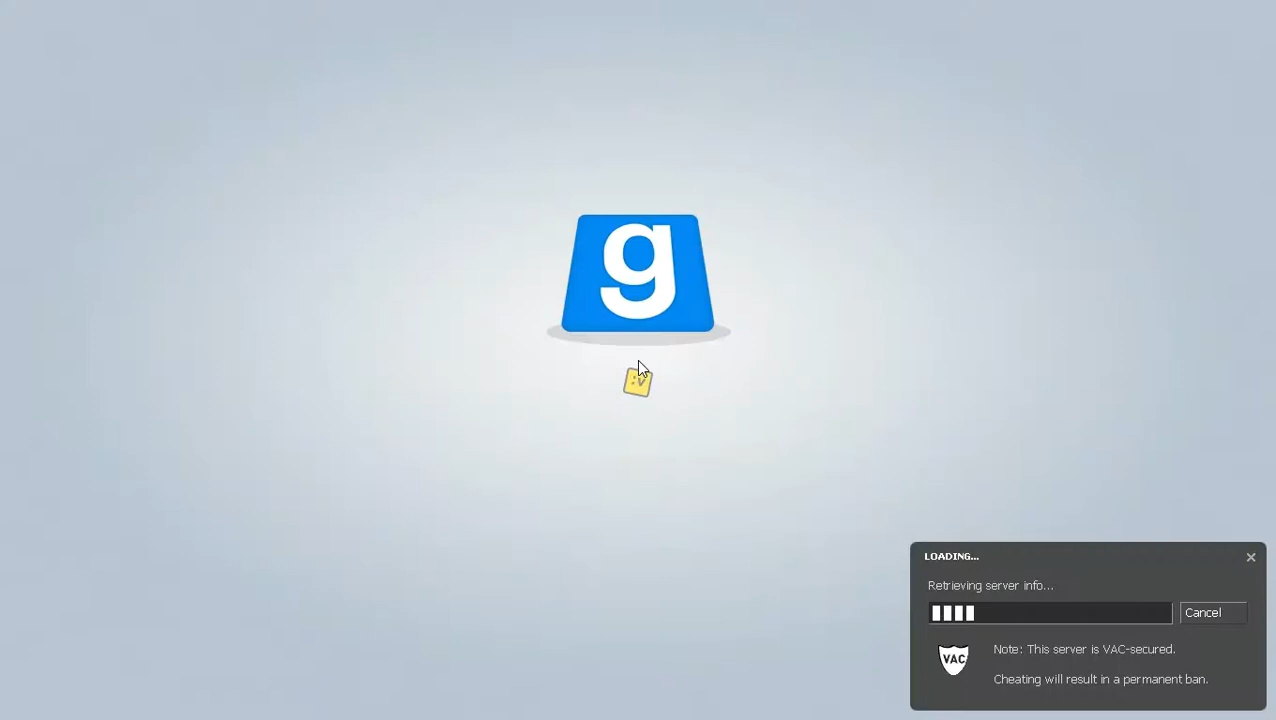 g
:v
LOADING...
Retrieving server info...
Cancel
VAC
Note: This server is VAC-secured.
Cheating will result in a permanent ban.